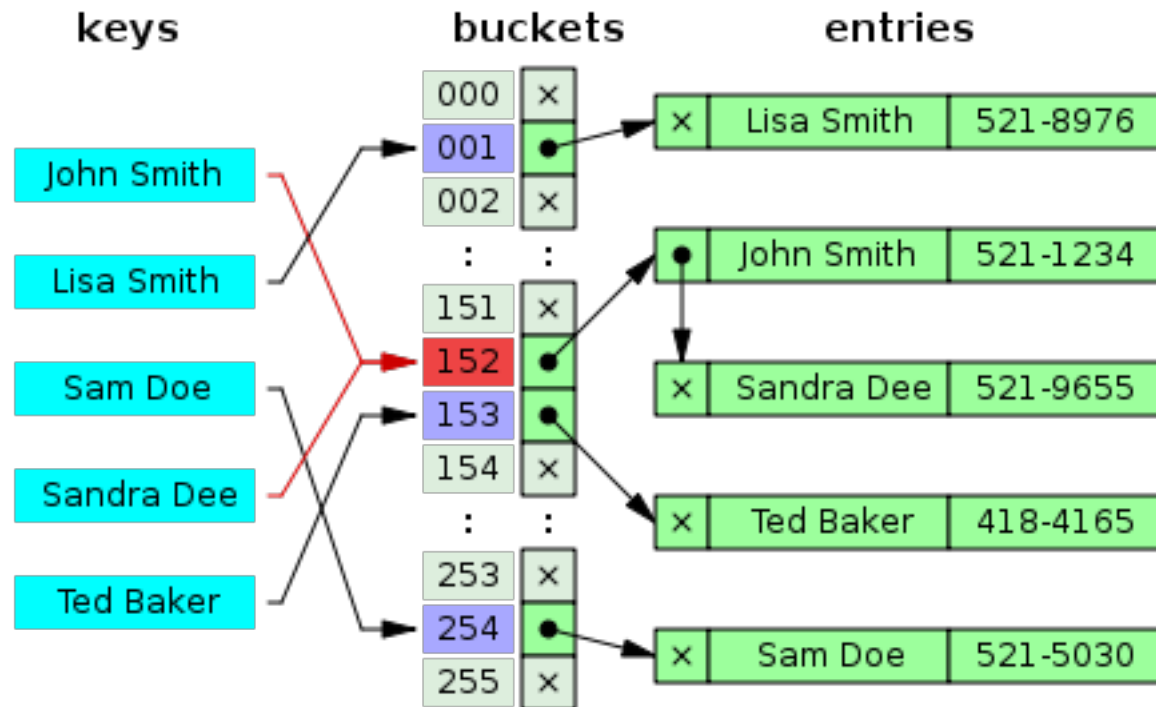 keys buckets entries
000 ×
× Lisa Smith 521-8976
001
John Smith
002 ×
: :
John Smith 521-1234
Lisa Smith
151 ×
152
Sam Doe
× Sandra Dee 521-9655
153
154 ×
Sandra Dee
: :
× Ted Baker 418-4165
253 ×
Ted Baker
254
× Sam Doe 521-5030
255 ×